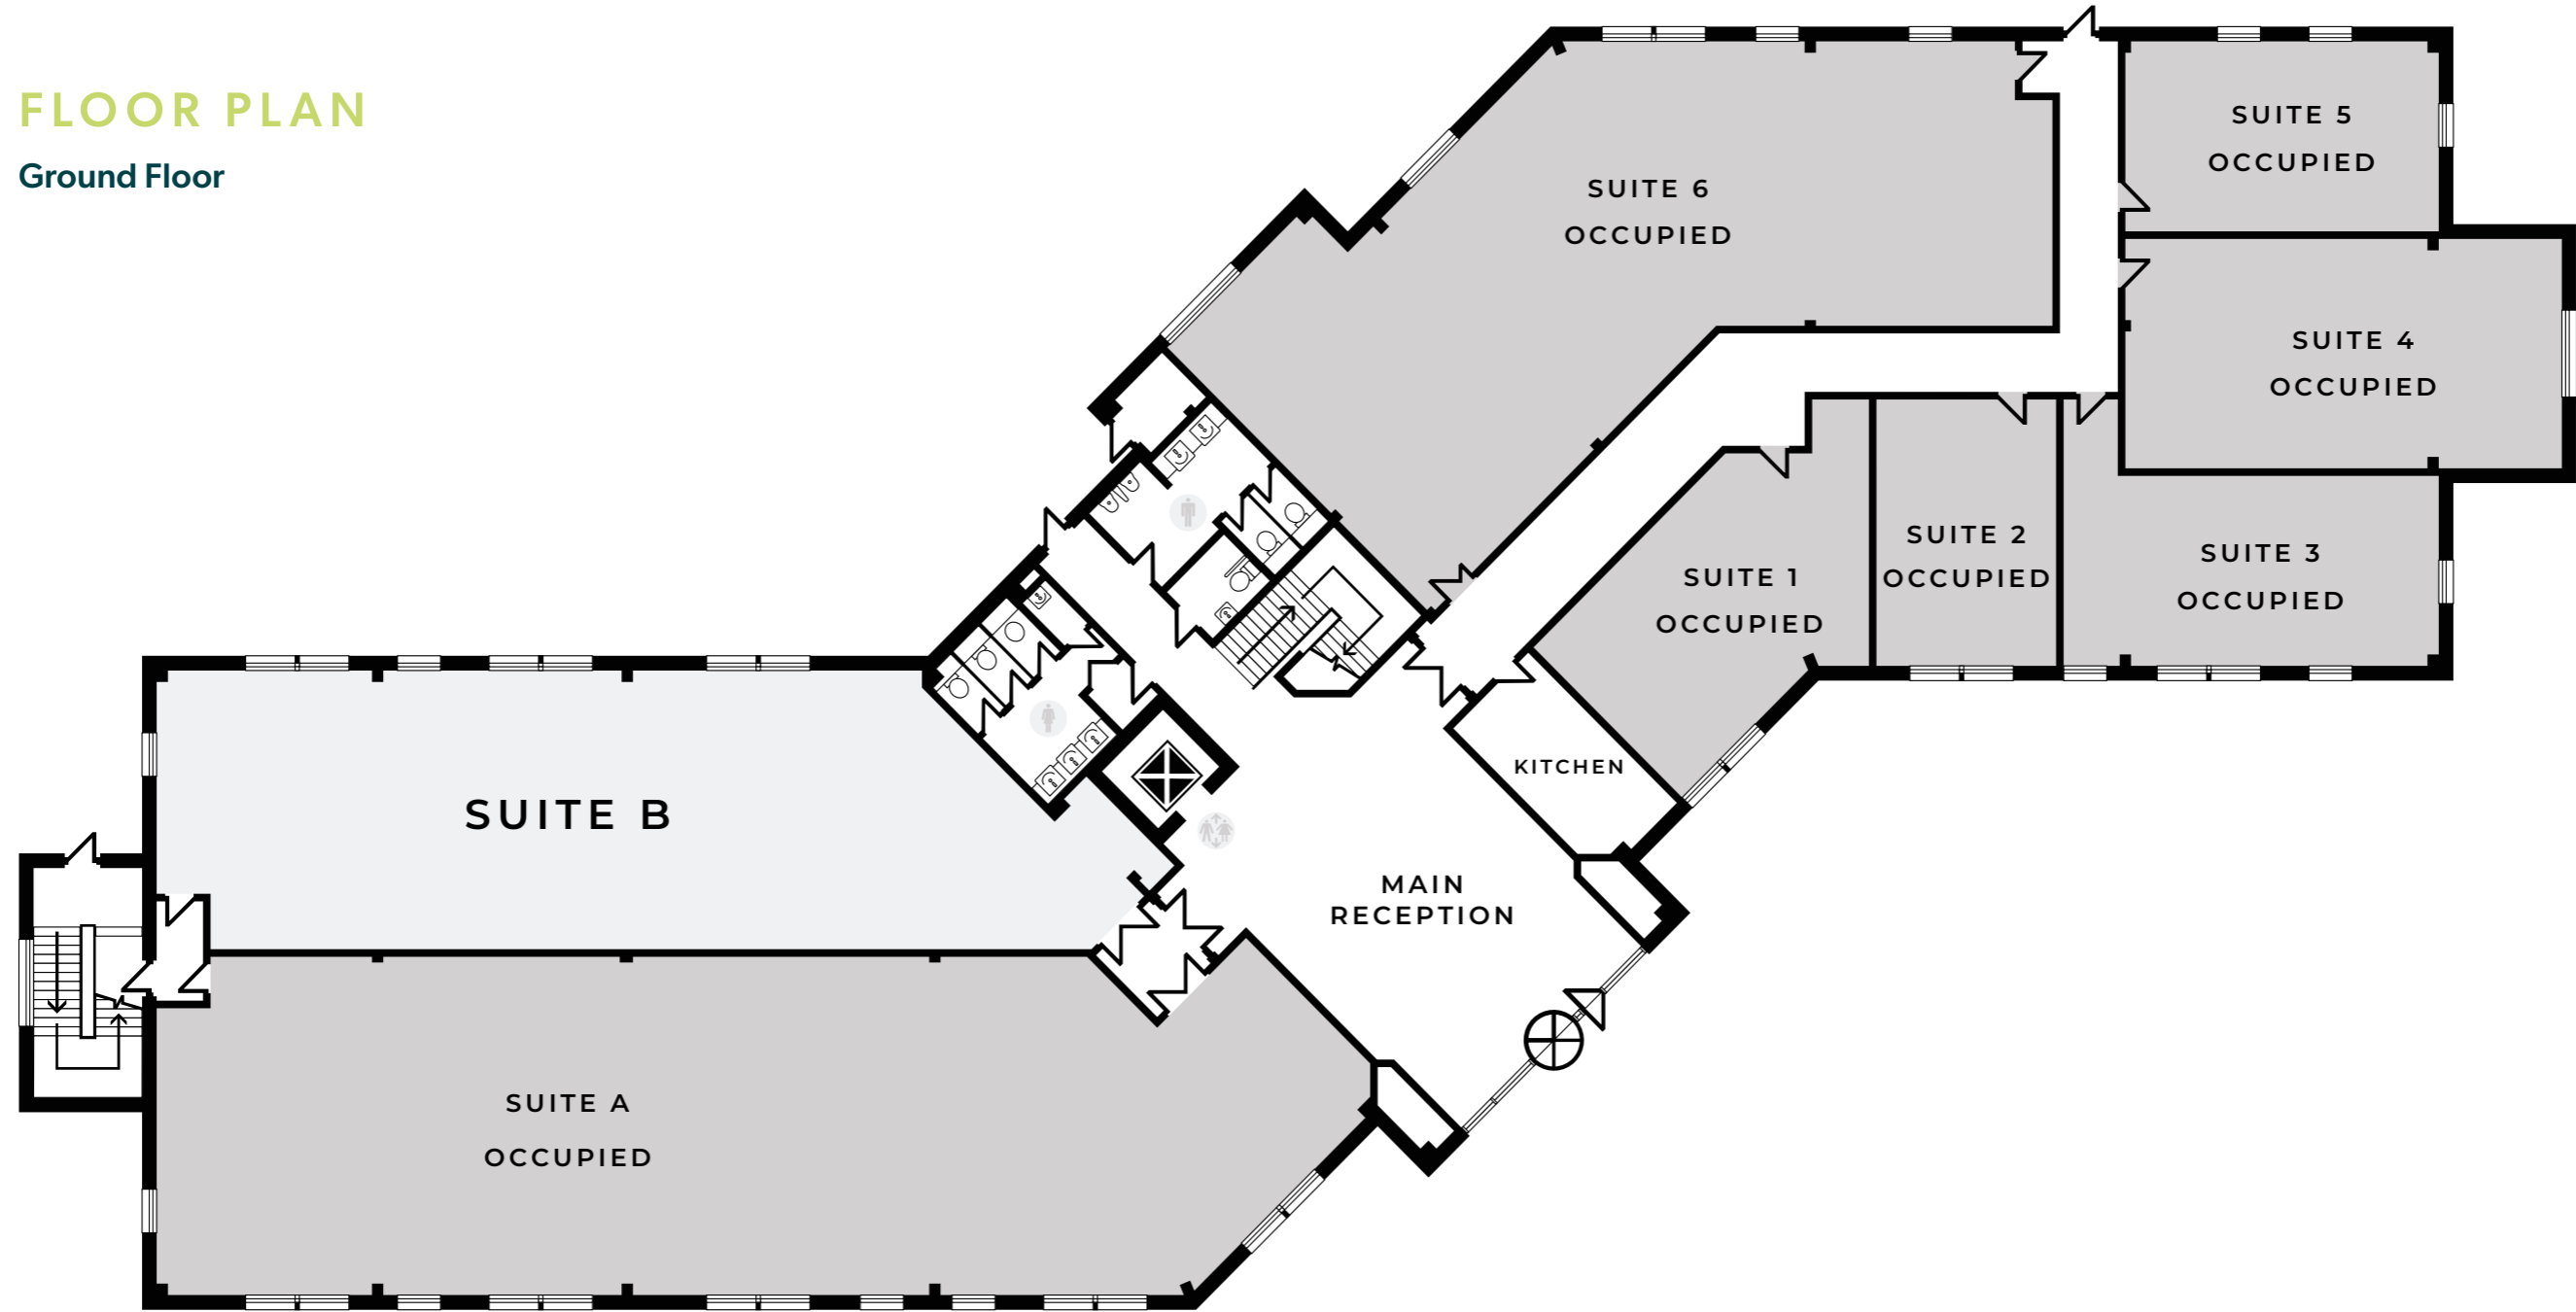 FLOOR PLAN
Ground Floor
SUITE 5
OCCUPIED
SUITE 6
OCCUPIED
SUITE 4
OCCUPIED
SUITE 3
OCCUPIED
SUITE 2
OCCUPIED
SUITE 1
OCCUPIED
KITCHEN
SUITE B
MAIN
RECEPTION
SUITE A
OCCUPIED